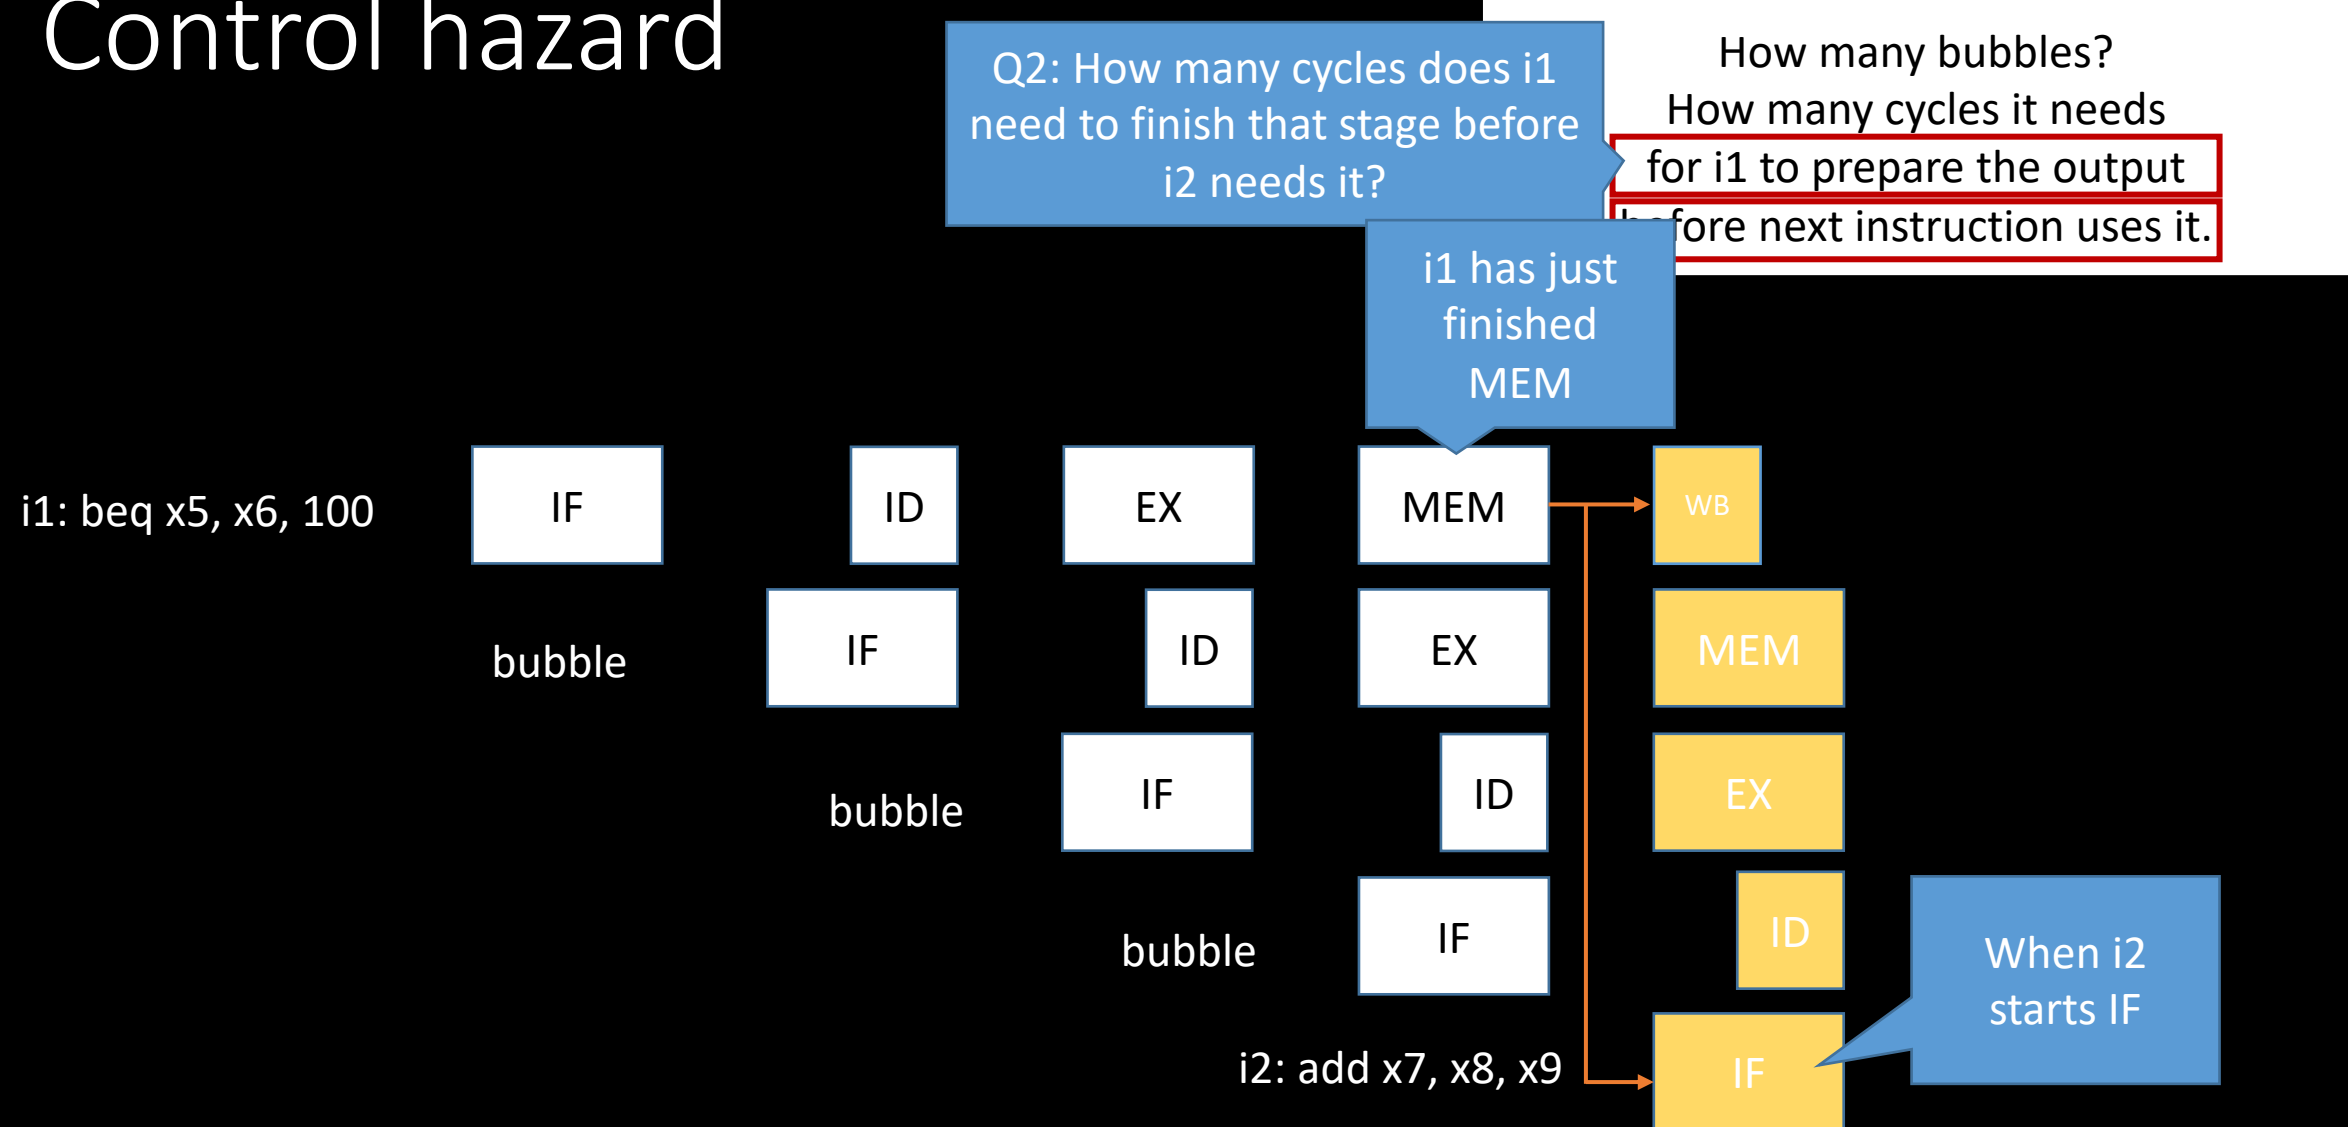 Control hazard
Q2: How many cycles does i1
need to finish that stage before
i2 needs it?
How many bubbles?
How many cycles it needs
for i1 to prepare the output
before next instruction uses it.
i1 has just
finished
MEM
i1: beq x5, x6, 100
IF
ID
EX
MEM
WB
bubble
IF
ID
EX
MEM
bubble
IF
ID
EX
bubble
IF
ID
When i2
starts IF
i2: add x7, x8, x9
IF